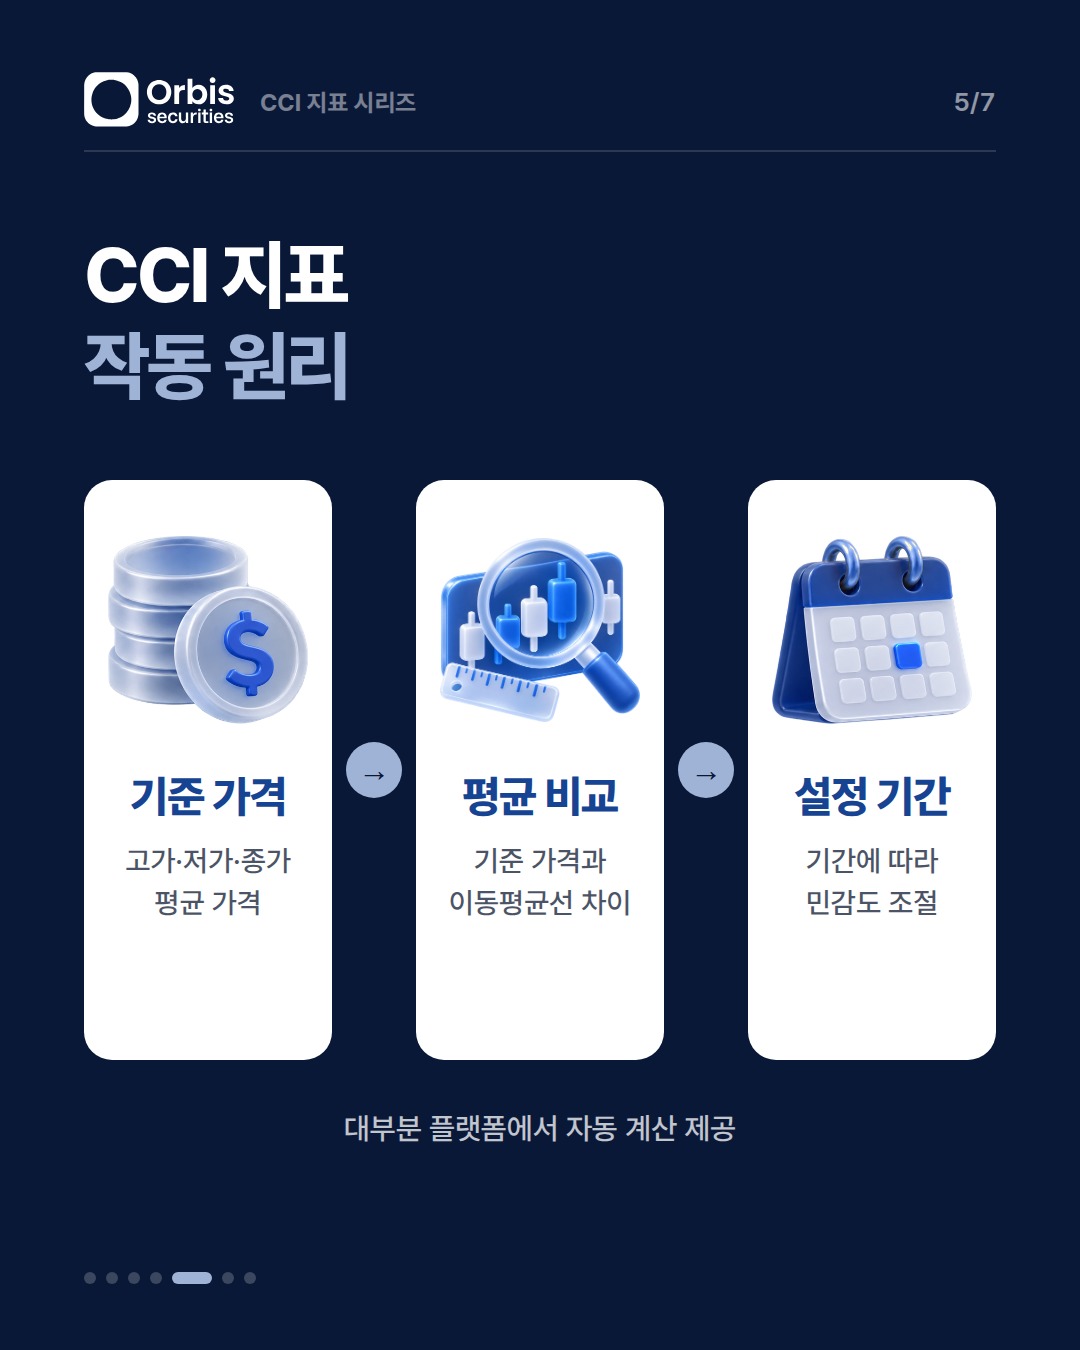 Orbis
securities
CCI 지표 시리즈
5/7
CCI 지표
작동 원리
$
기준 가격
고가·저가·종가
평균 가격
→
평균 비교
기준 가격과
이동평균선 차이
→
설정 기간
기간에 따라
민감도 조절
대부분 플랫폼에서 자동 계산 제공